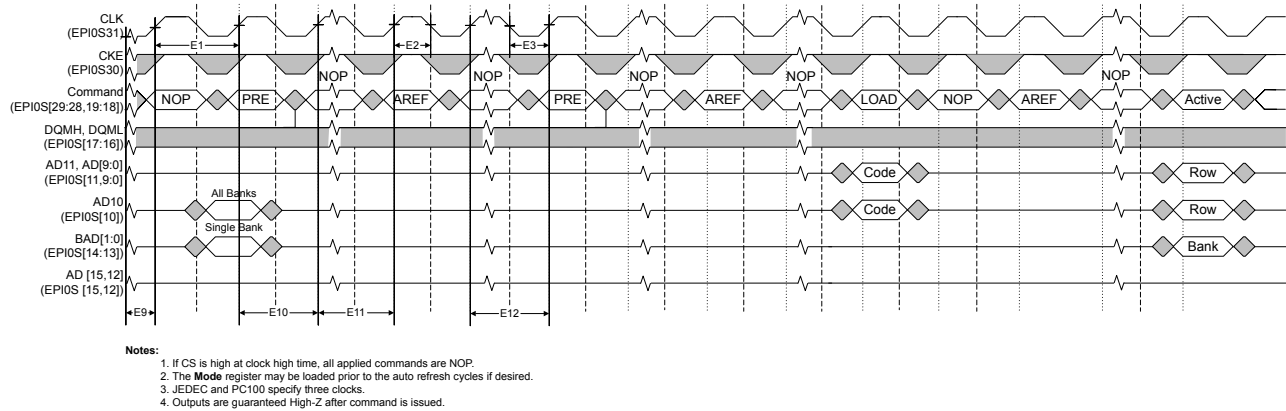 CLK
(EPI0S31)
E1
E2
E3
CKE
(EPI0S30)
NOP
NOP
NOP
NOP
NOP
Command
(EPI0S[29:28,19:18])
NOP
PRE
AREF
PRE
AREF
LOAD
NOP
AREF
Active
DQMH, DQML
(EPI0S[17:16])
AD11, AD[9:0]
(EPI0S[11,9:0])
Code
Row
All Banks
AD10
(EPI0S[10])
Code
Row
Single Bank
BAD[1:0]
(EPI0S[14:13])
Bank
AD [15,12]
(EPI0S [15,12])
E9
E10
E11
E12
Notes:
1. If CS is high at clock high time, all applied commands are NOP.
2. The Mode register may be loaded prior to the auto refresh cycles if desired.
3. JEDEC and PC100 specify three clocks.
4. Outputs are guaranteed High-Z after command is issued.